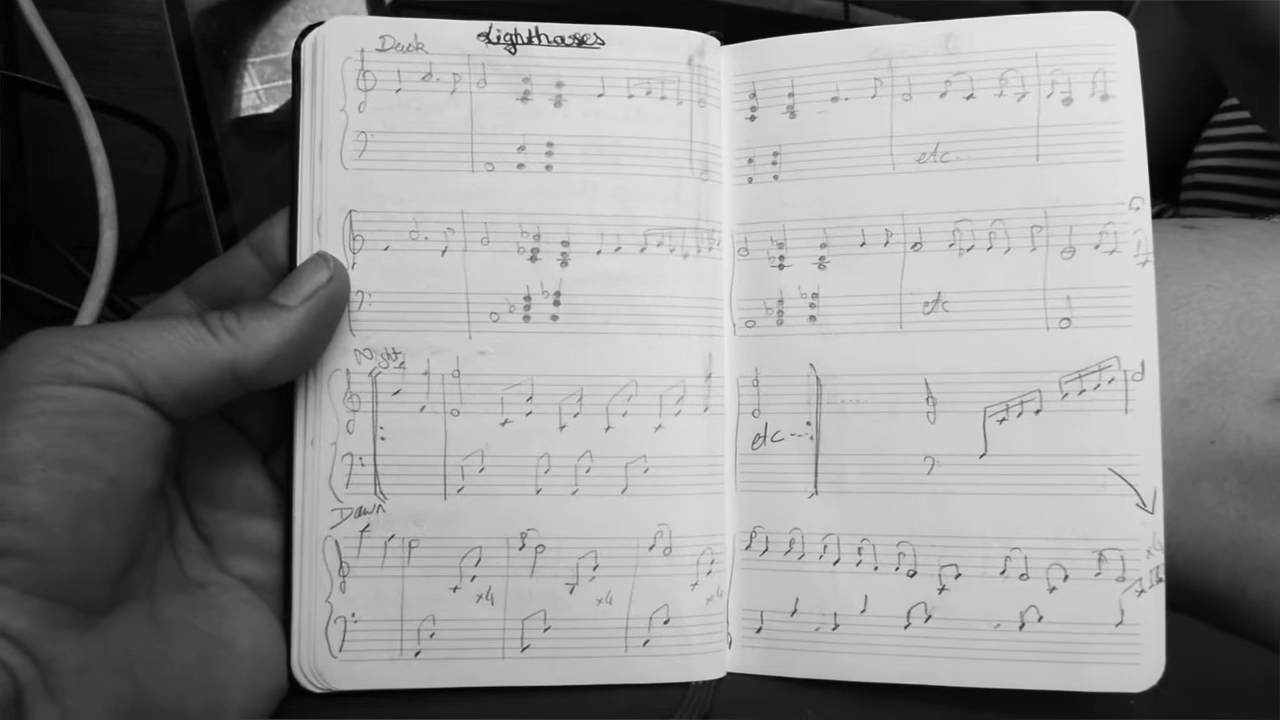 Dusk Lighthouses
etc..
etc
Night
etc...
Dawn
x4 x4 x4